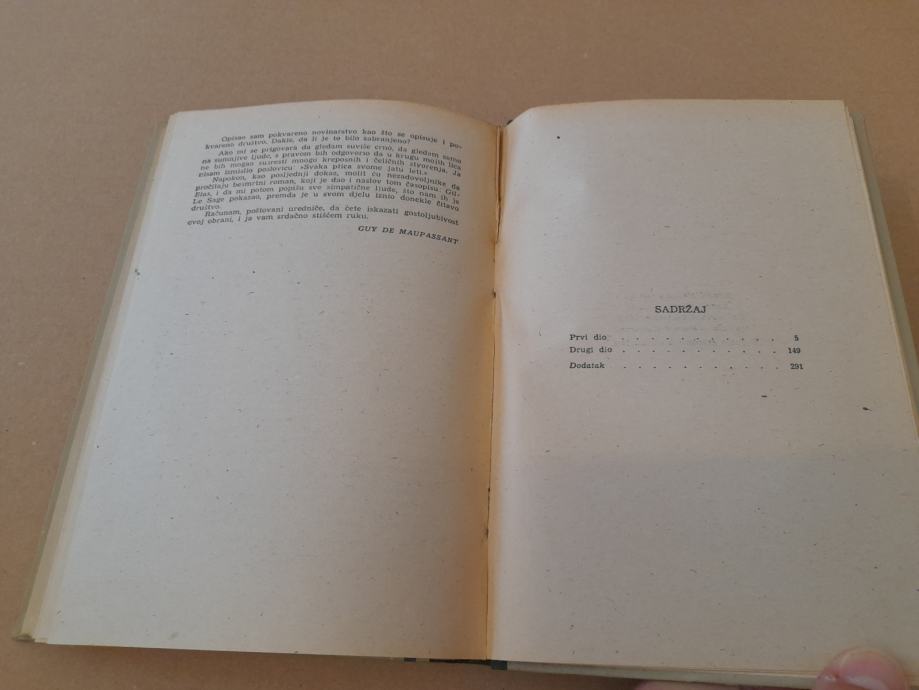 Opisao sam pokvareno novinarstvo kao što se opisuje i po-
kvareno društvo. Dakle, da li je to bilo zabranjeno?
Ako mi se prigovara da gledam suviše crno, da gledam samo
na sumnjive ljude, s pravom bih odgovorio da u krugu mojih lica
ne bih mogao susresti mnogo kreposnih i čeličnih stvorenja. Ja
nisam izmislio poslovicu: »Svaka ptica svome jatu leti.«
Napokon, kao posljednji dokaz, molit ću nezadovoljnike da
pročitaju besmrtni roman, koji je dao i naslov tom časopisu: Gil-
Blas, i da mi potom popišu sve simpatične ljude, što nam ih je
Le Sage pokazao, premda je u svom djelu iznio donekle čitavo
društvo.
Računam, poštovani uredniče, da ćete iskazati gostoljubivost
ovoj obrani, i ja vam srdačno stišćem ruku.
GUY DE MAUPASSANT
SADRŽAJ
Prvi dio . . . . . . . . . . . 5
Drugi dio . . . . . . . . . . . 149
Dodatak . . . . . . . . . . . 291